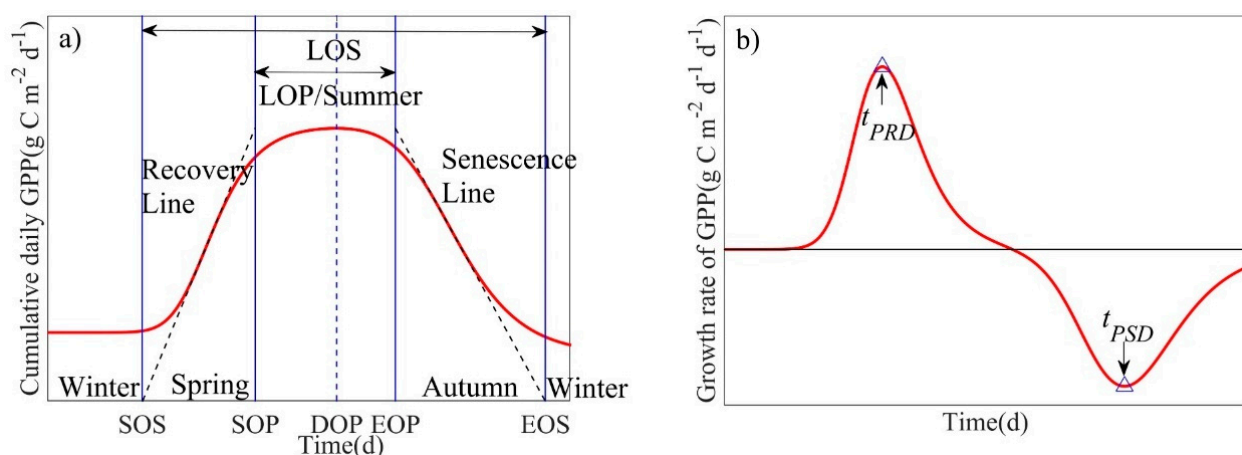 a)
LOS
LOP/Summer
Recovery
Line
Senescence
Line
Winter
Spring
Autumn
Winter
SOS
SOP
DOP
EOP
EOS
Time(d)
Cumulative daily GPP(g C m⁻² d⁻¹)
b)
t_PRD
t_PSD
Growth rate of GPP(g C m⁻² d⁻¹ d⁻¹)
Time(d)